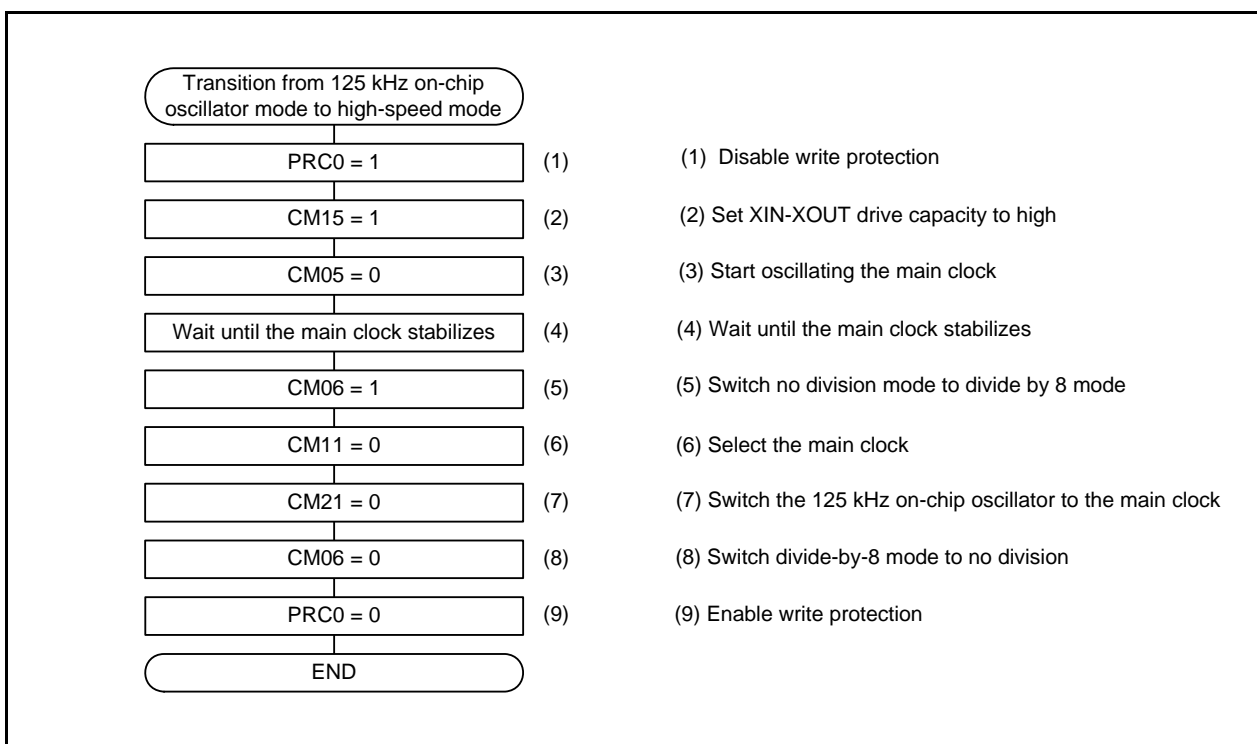 Transition from 125 kHz on-chip
oscillator mode to high-speed mode
PRC0 = 1 (1) (1) Disable write protection
CM15 = 1 (2) (2) Set XIN-XOUT drive capacity to high
CM05 = 0 (3) (3) Start oscillating the main clock
Wait until the main clock stabilizes (4) (4) Wait until the main clock stabilizes
CM06 = 1 (5) (5) Switch no division mode to divide by 8 mode
CM11 = 0 (6) (6) Select the main clock
CM21 = 0 (7) (7) Switch the 125 kHz on-chip oscillator to the main clock
CM06 = 0 (8) (8) Switch divide-by-8 mode to no division
PRC0 = 0 (9) (9) Enable write protection
END